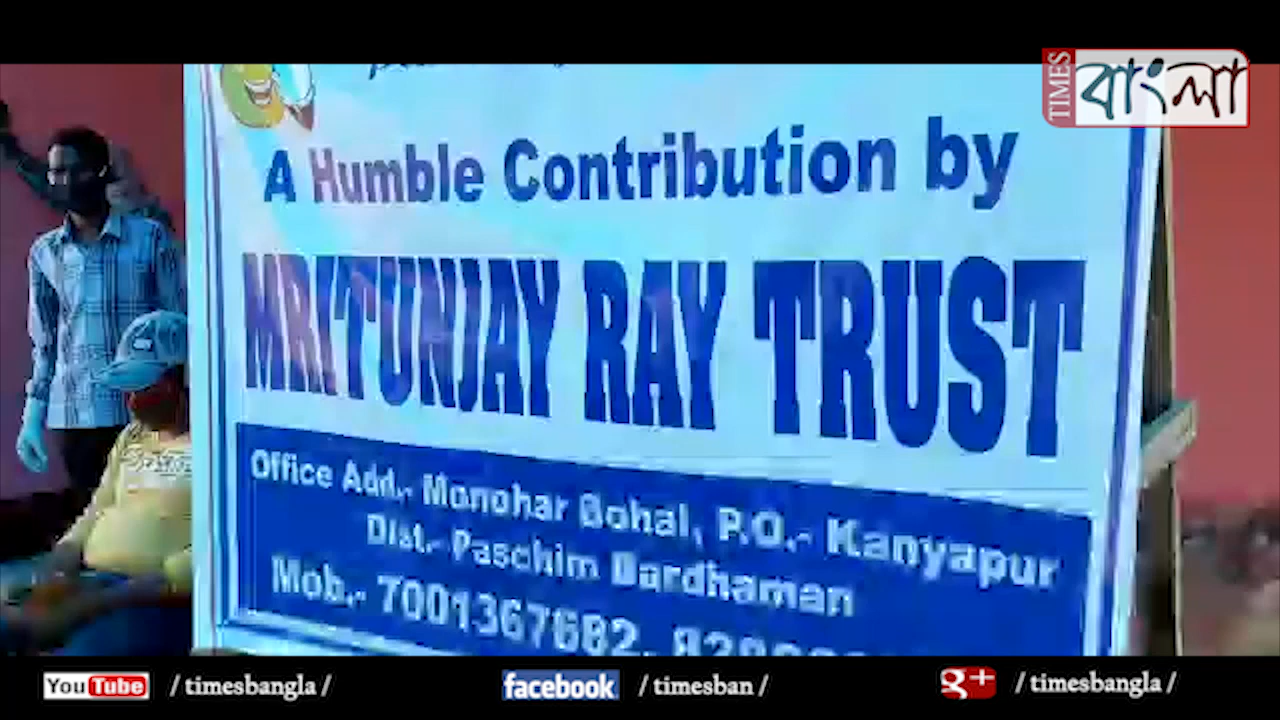 TIMES বাংলা
A Humble Contribution by
MRITUNJAY RAY TRUST
Office Add.- Monohar Bohal, P.O.- Kanyapur
Dist.- Paschim Bardhaman
Mob.- 7001367682,
YouTube / timesbangla / facebook / timesban / g+ / timesbangla /